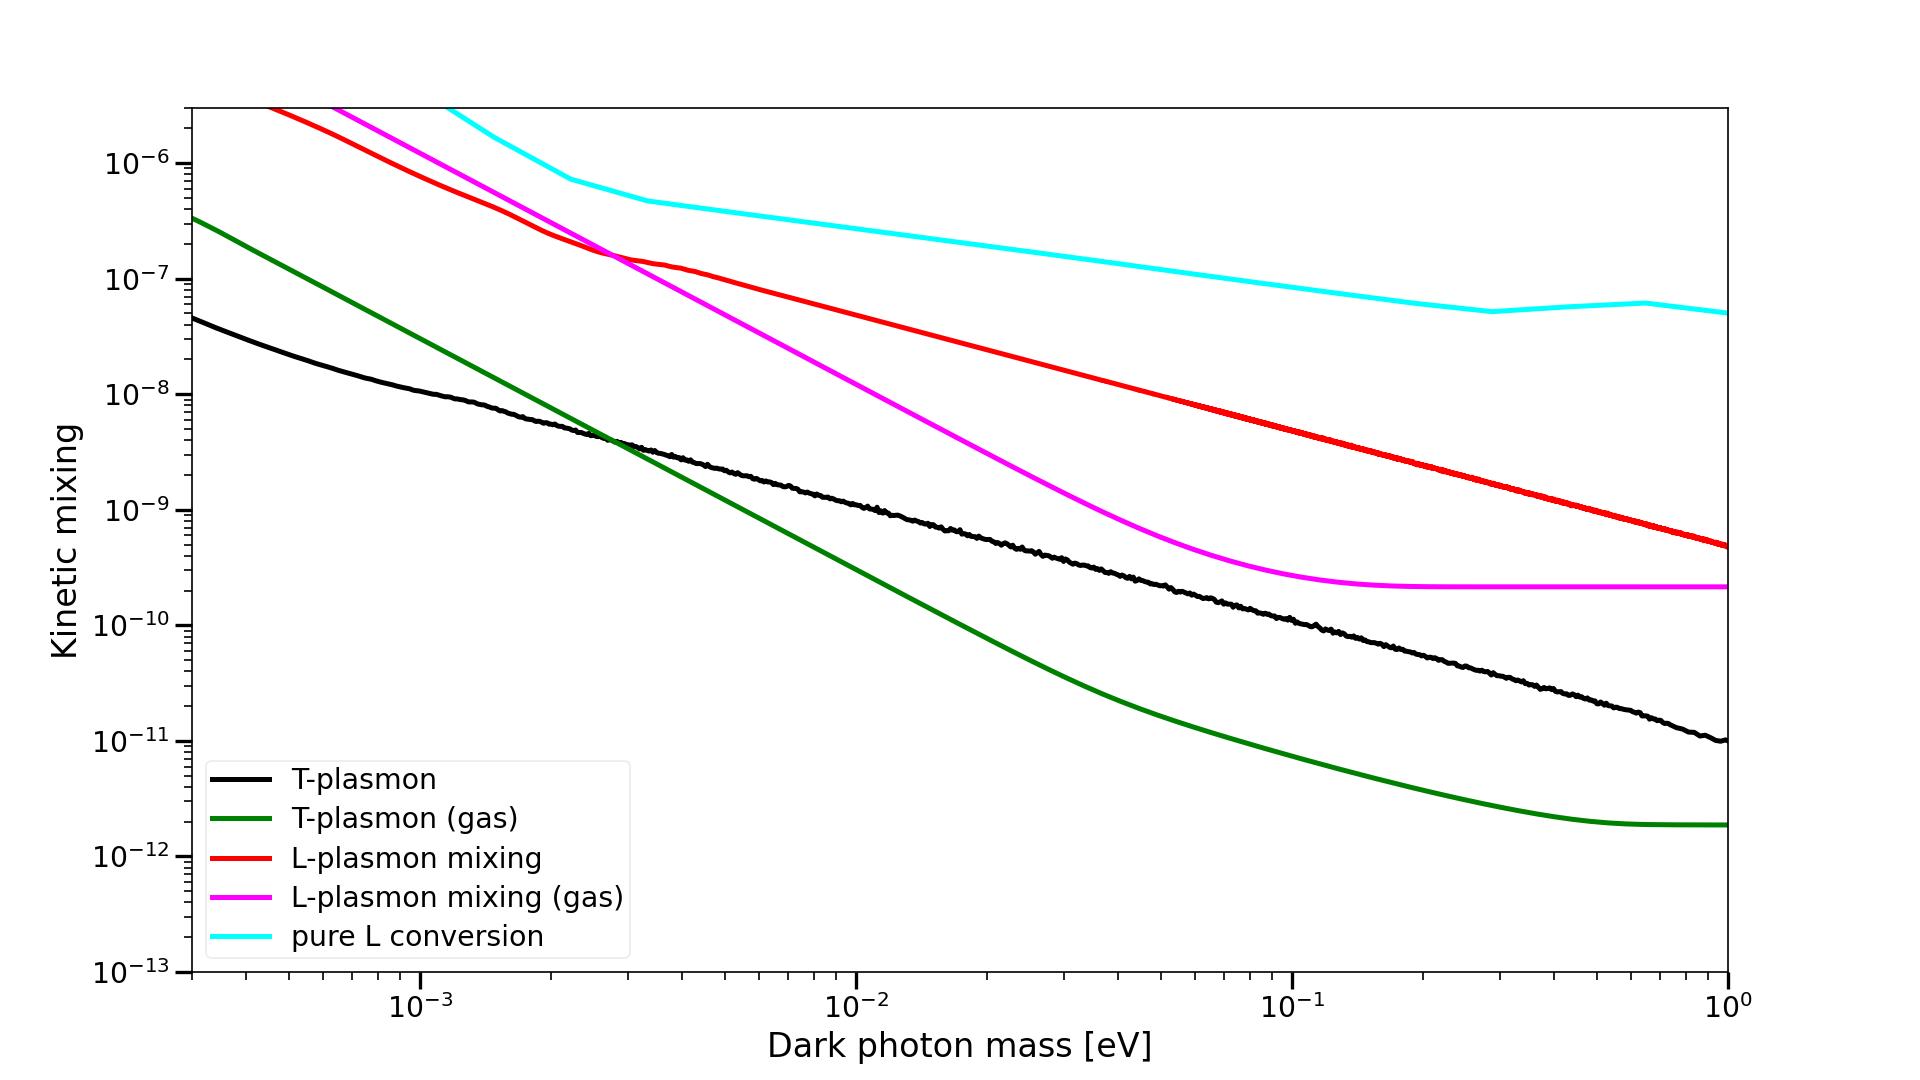 Kinetic mixing
10⁻⁶
10⁻⁷
10⁻⁸
10⁻⁹
10⁻¹⁰
10⁻¹¹
10⁻¹²
10⁻¹³
T-plasmon
T-plasmon (gas)
L-plasmon mixing
L-plasmon mixing (gas)
pure L conversion
10⁻³ 10⁻² 10⁻¹ 10⁰
Dark photon mass [eV]